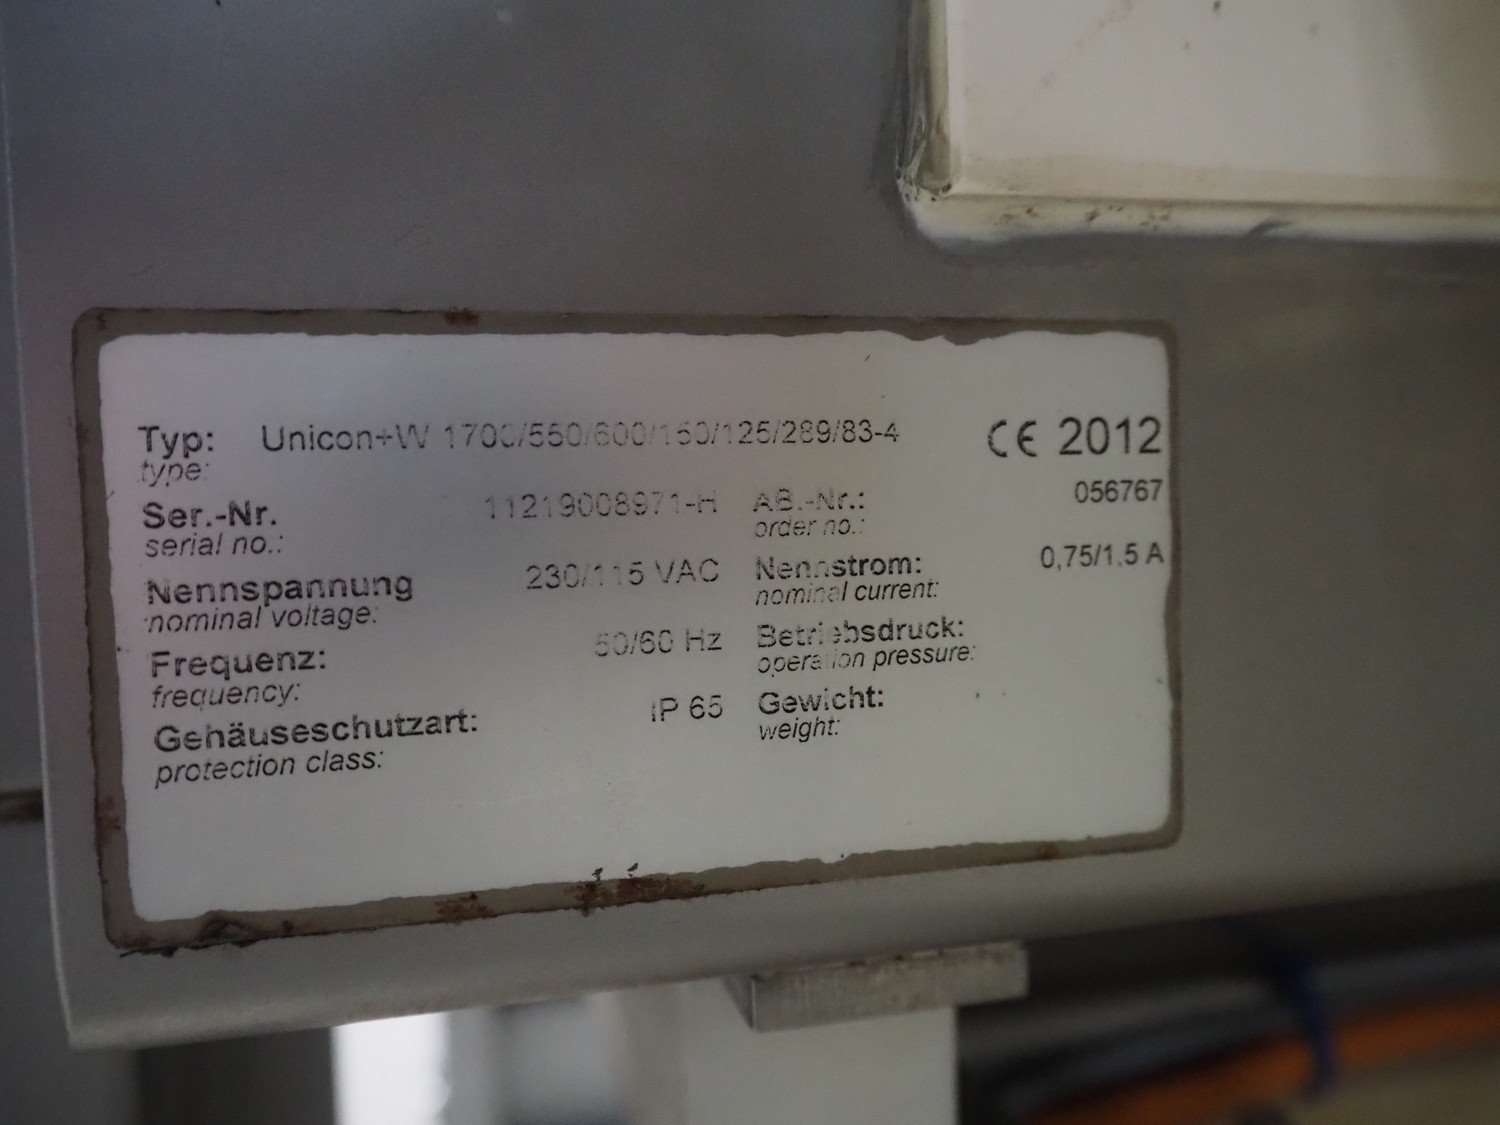 Typ: Unicon+W 1700/550/600/150/125/289/83-4 CE 2012
type:
Ser.-Nr. 11219008971-H AB.-Nr.: 056767
serial no.: order no.:
Nennspannung 230/115 VAC Nennstrom: 0,75/1,5 A
nominal voltage: nominal current:
Frequenz: 50/60 Hz Betriebsdruck:
frequency: operation pressure:
Gehäuseschutzart: IP 65 Gewicht:
protection class: weight: